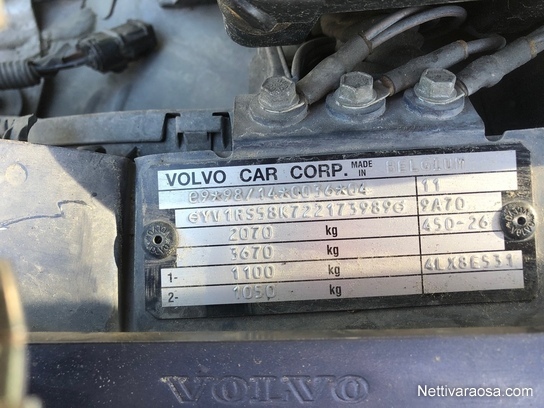 VOLVO CAR CORP. MADE IN BELGIUM
e9*98/14*0016*04 11
YV1RS58K722173989 9A70
2070 kg 450-26
3670 kg
1- 1100 kg 4LX8ES31
2- 1050 kg
VOLVO
Nettivaraosa.com